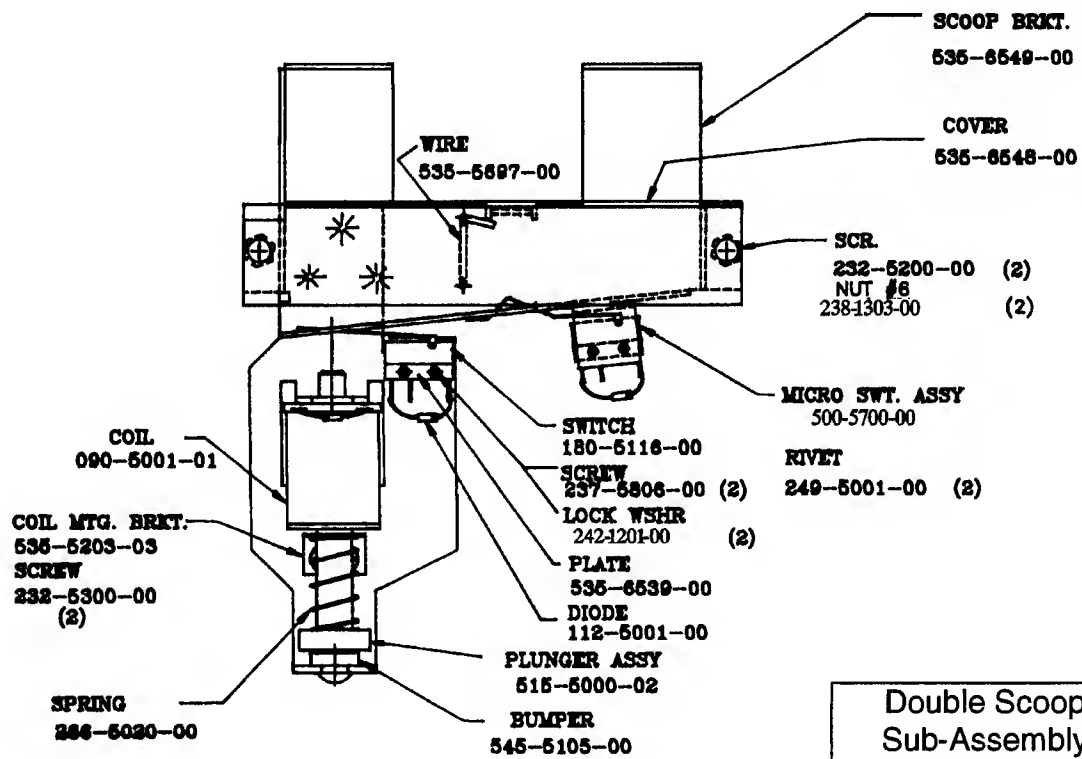 SCOOP BRKT.
535-6549-00
COVER
535-6548-00
WIRE
535-5697-00
SCR.
232-5200-00 (2)
NUT #6
238-1303-00 (2)
MICRO SWT. ASSY
500-5700-00
RIVET
249-5001-00 (2)
SWITCH
180-5116-00
SCREW
237-5806-00 (2)
LOCK WSHR
242-1201-00 (2)
PLATE
535-6539-00
DIODE
112-5001-00
COIL
090-5001-01
COIL MTG. BRKT.
535-5203-03
SCREW
232-5300-00
(2)
PLUNGER ASSY
515-5000-02
SPRING
266-5020-00
BUMPER
545-5105-00
Double Scoop
Sub-Assembly